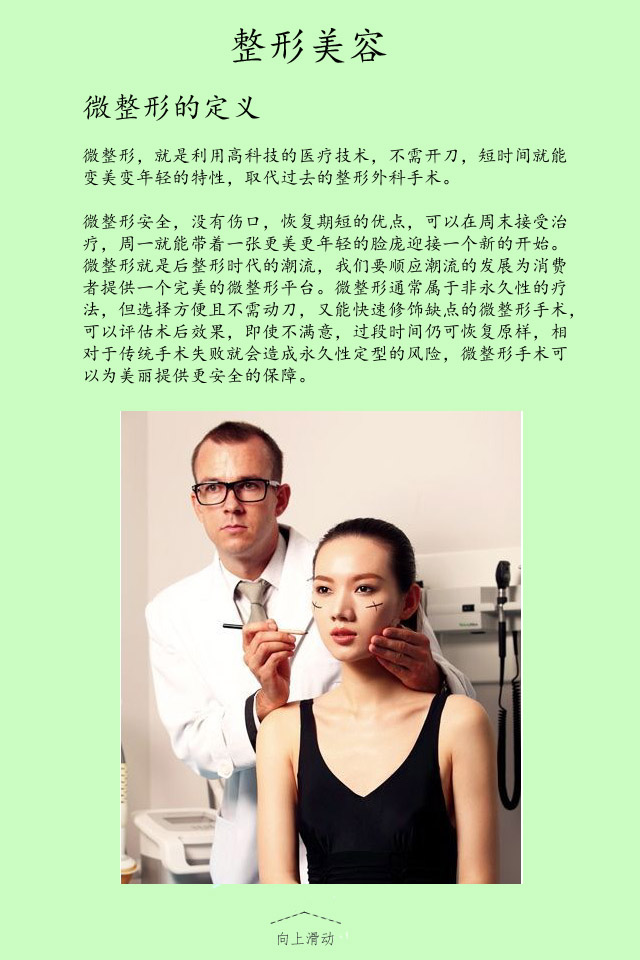 整形美容
微整形的定义
微整形，就是利用高科技的医疗技术，不需开刀，短时间就能
变美变年轻的特性，取代过去的整形外科手术。
微整形安全，没有伤口，恢复期短的优点，可以在周末接受治
疗，周一就能带着一张更美更年轻的脸庞迎接一个新的开始。
微整形就是后整形时代的潮流，我们要顺应潮流的发展为消费
者提供一个完美的微整形平台。微整形通常属于非永久性的疗
法，但选择方便且不需动刀，又能快速修饰缺点的微整形手术，
可以评估术后效果，即使不满意，过段时间仍可恢复原样，相
对于传统手术失败就会造成永久性定型的风险，微整形手术可
以为美丽提供更安全的保障。
向上滑动